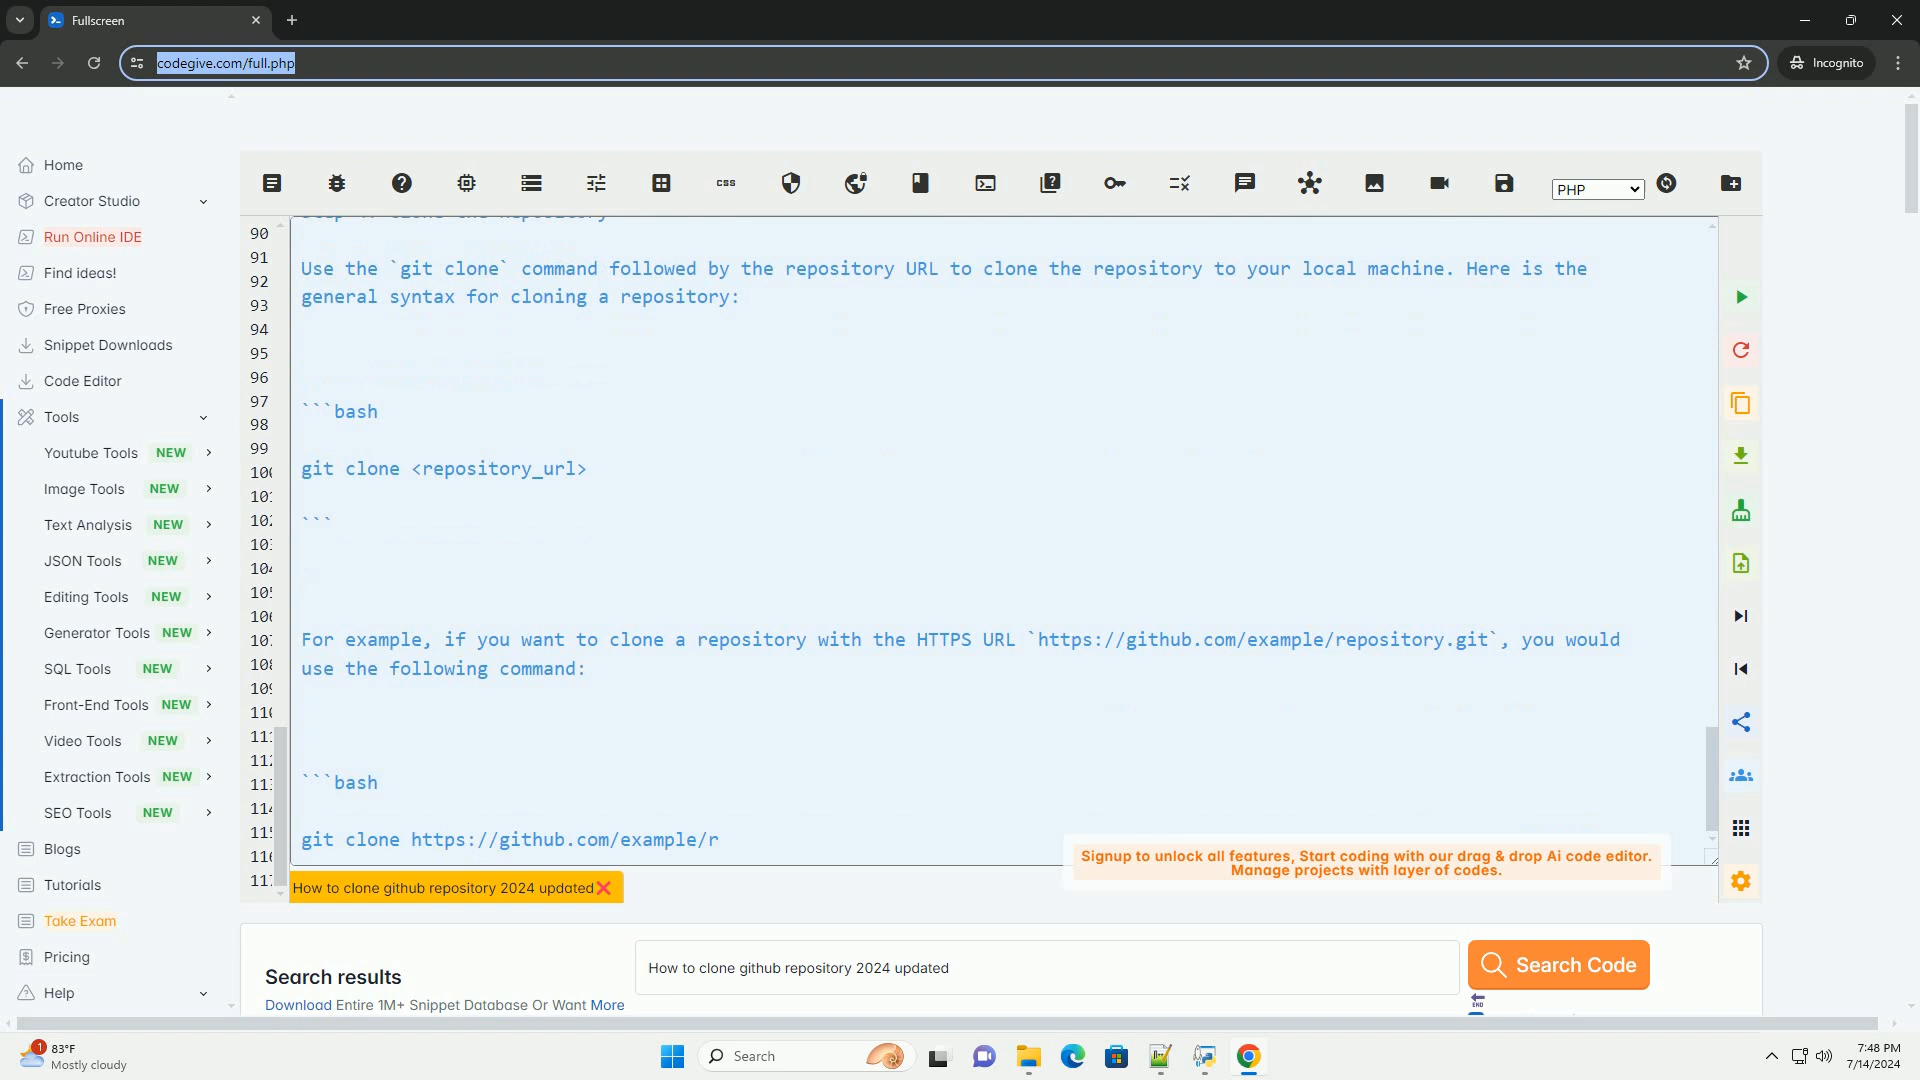 Fullscreen
codegive.com/full.php
Incognito
Home
Creator Studio
Run Online IDE
Find ideas!
Free Proxies
Snippet Downloads
Code Editor
Tools
Youtube Tools NEW
Image Tools NEW
Text Analysis NEW
JSON Tools NEW
Editing Tools NEW
Generator Tools NEW
SQL Tools NEW
Front-End Tools NEW
Video Tools NEW
Extraction Tools NEW
SEO Tools NEW
Blogs
Tutorials
Take Exam
Pricing
Help
css
PHP
90
91
92
93
94
95
96
97
98
99
Use the `git clone` command followed by the repository URL to clone the repository to your local machine. Here is the
general syntax for cloning a repository:
```bash
git clone <repository_url>
```
For example, if you want to clone a repository with the HTTPS URL `https://github.com/example/repository.git`, you would
use the following command:
```bash
git clone https://github.com/example/r
Signup to unlock all features, Start coding with our drag & drop Ai code editor.
Manage projects with layer of codes.
How to clone github repository 2024 updated
Search results
How to clone github repository 2024 updated
Search Code
Download Entire 1M+ Snippet Database Or Want More
END
1
83°F
Mostly cloudy
Search
7:48 PM
7/14/2024